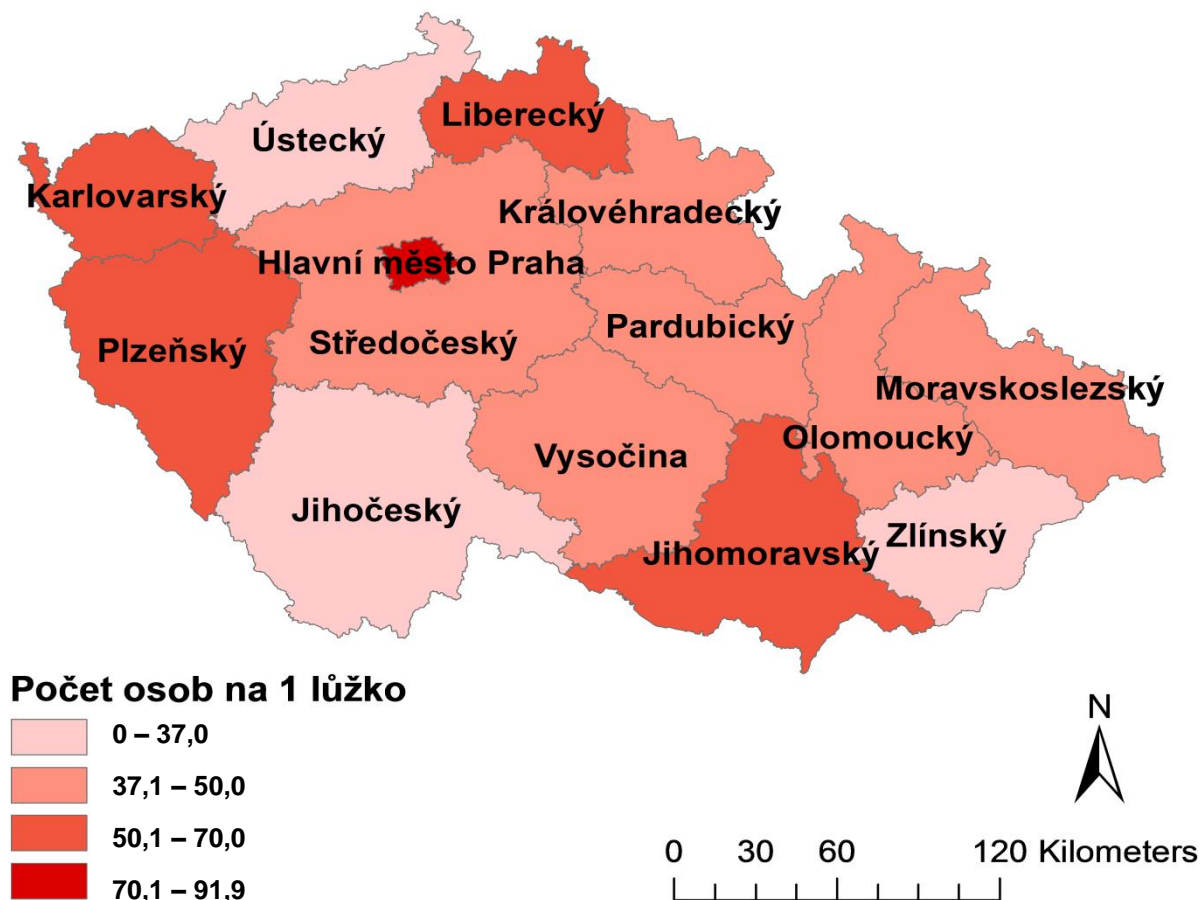 Liberecký
Ústecký
Karlovarský
Královéhradecký
Hlavní město Praha
Pardubický
Středočeský
Plzeňský
Moravskoslezský
Olomoucký
Vysočina
Jihočeský
Zlínský
Jihomoravský
Počet osob na 1 lůžko
0 – 37,0
37,1 – 50,0
50,1 – 70,0
70,1 – 91,9
N
0 30 60 120 Kilometers